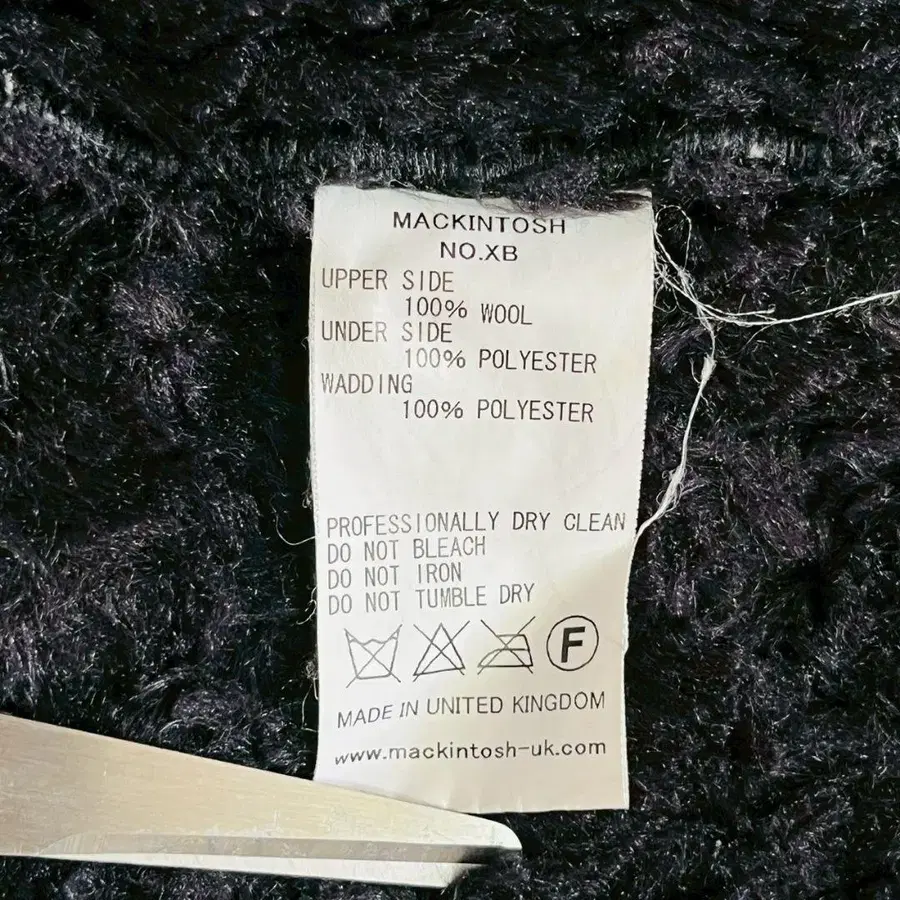 MACKINTOSH
NO.XB
UPPER SIDE
100% WOOL
UNDER SIDE
100% POLYESTER
WADDING
100% POLYESTER
PROFESSIONALLY DRY CLEAN
DO NOT BLEACH
DO NOT IRON
DO NOT TUMBLE DRY
F
MADE IN UNITED KINGDOM
www.mackintosh-uk.com